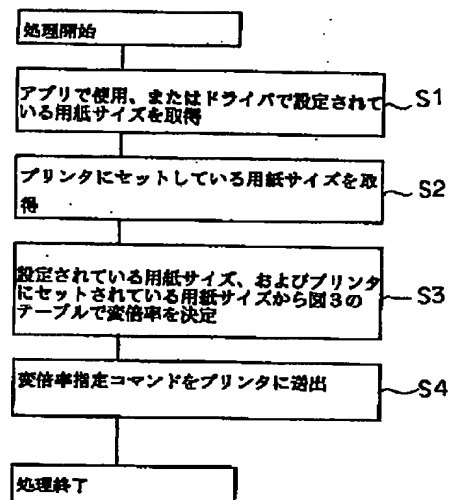 処理開始
アプリで使用、またはドライバで設定されて
いる用紙サイズを取得
S1
プリンタにセットしている用紙サイズを取
得
S2
設定されている用紙サイズ、およびプリンタ
にセットされている用紙サイズから図3の
テーブルで変倍率を決定
S3
変倍率指定コマンドをプリンタに送出
S4
処理終了